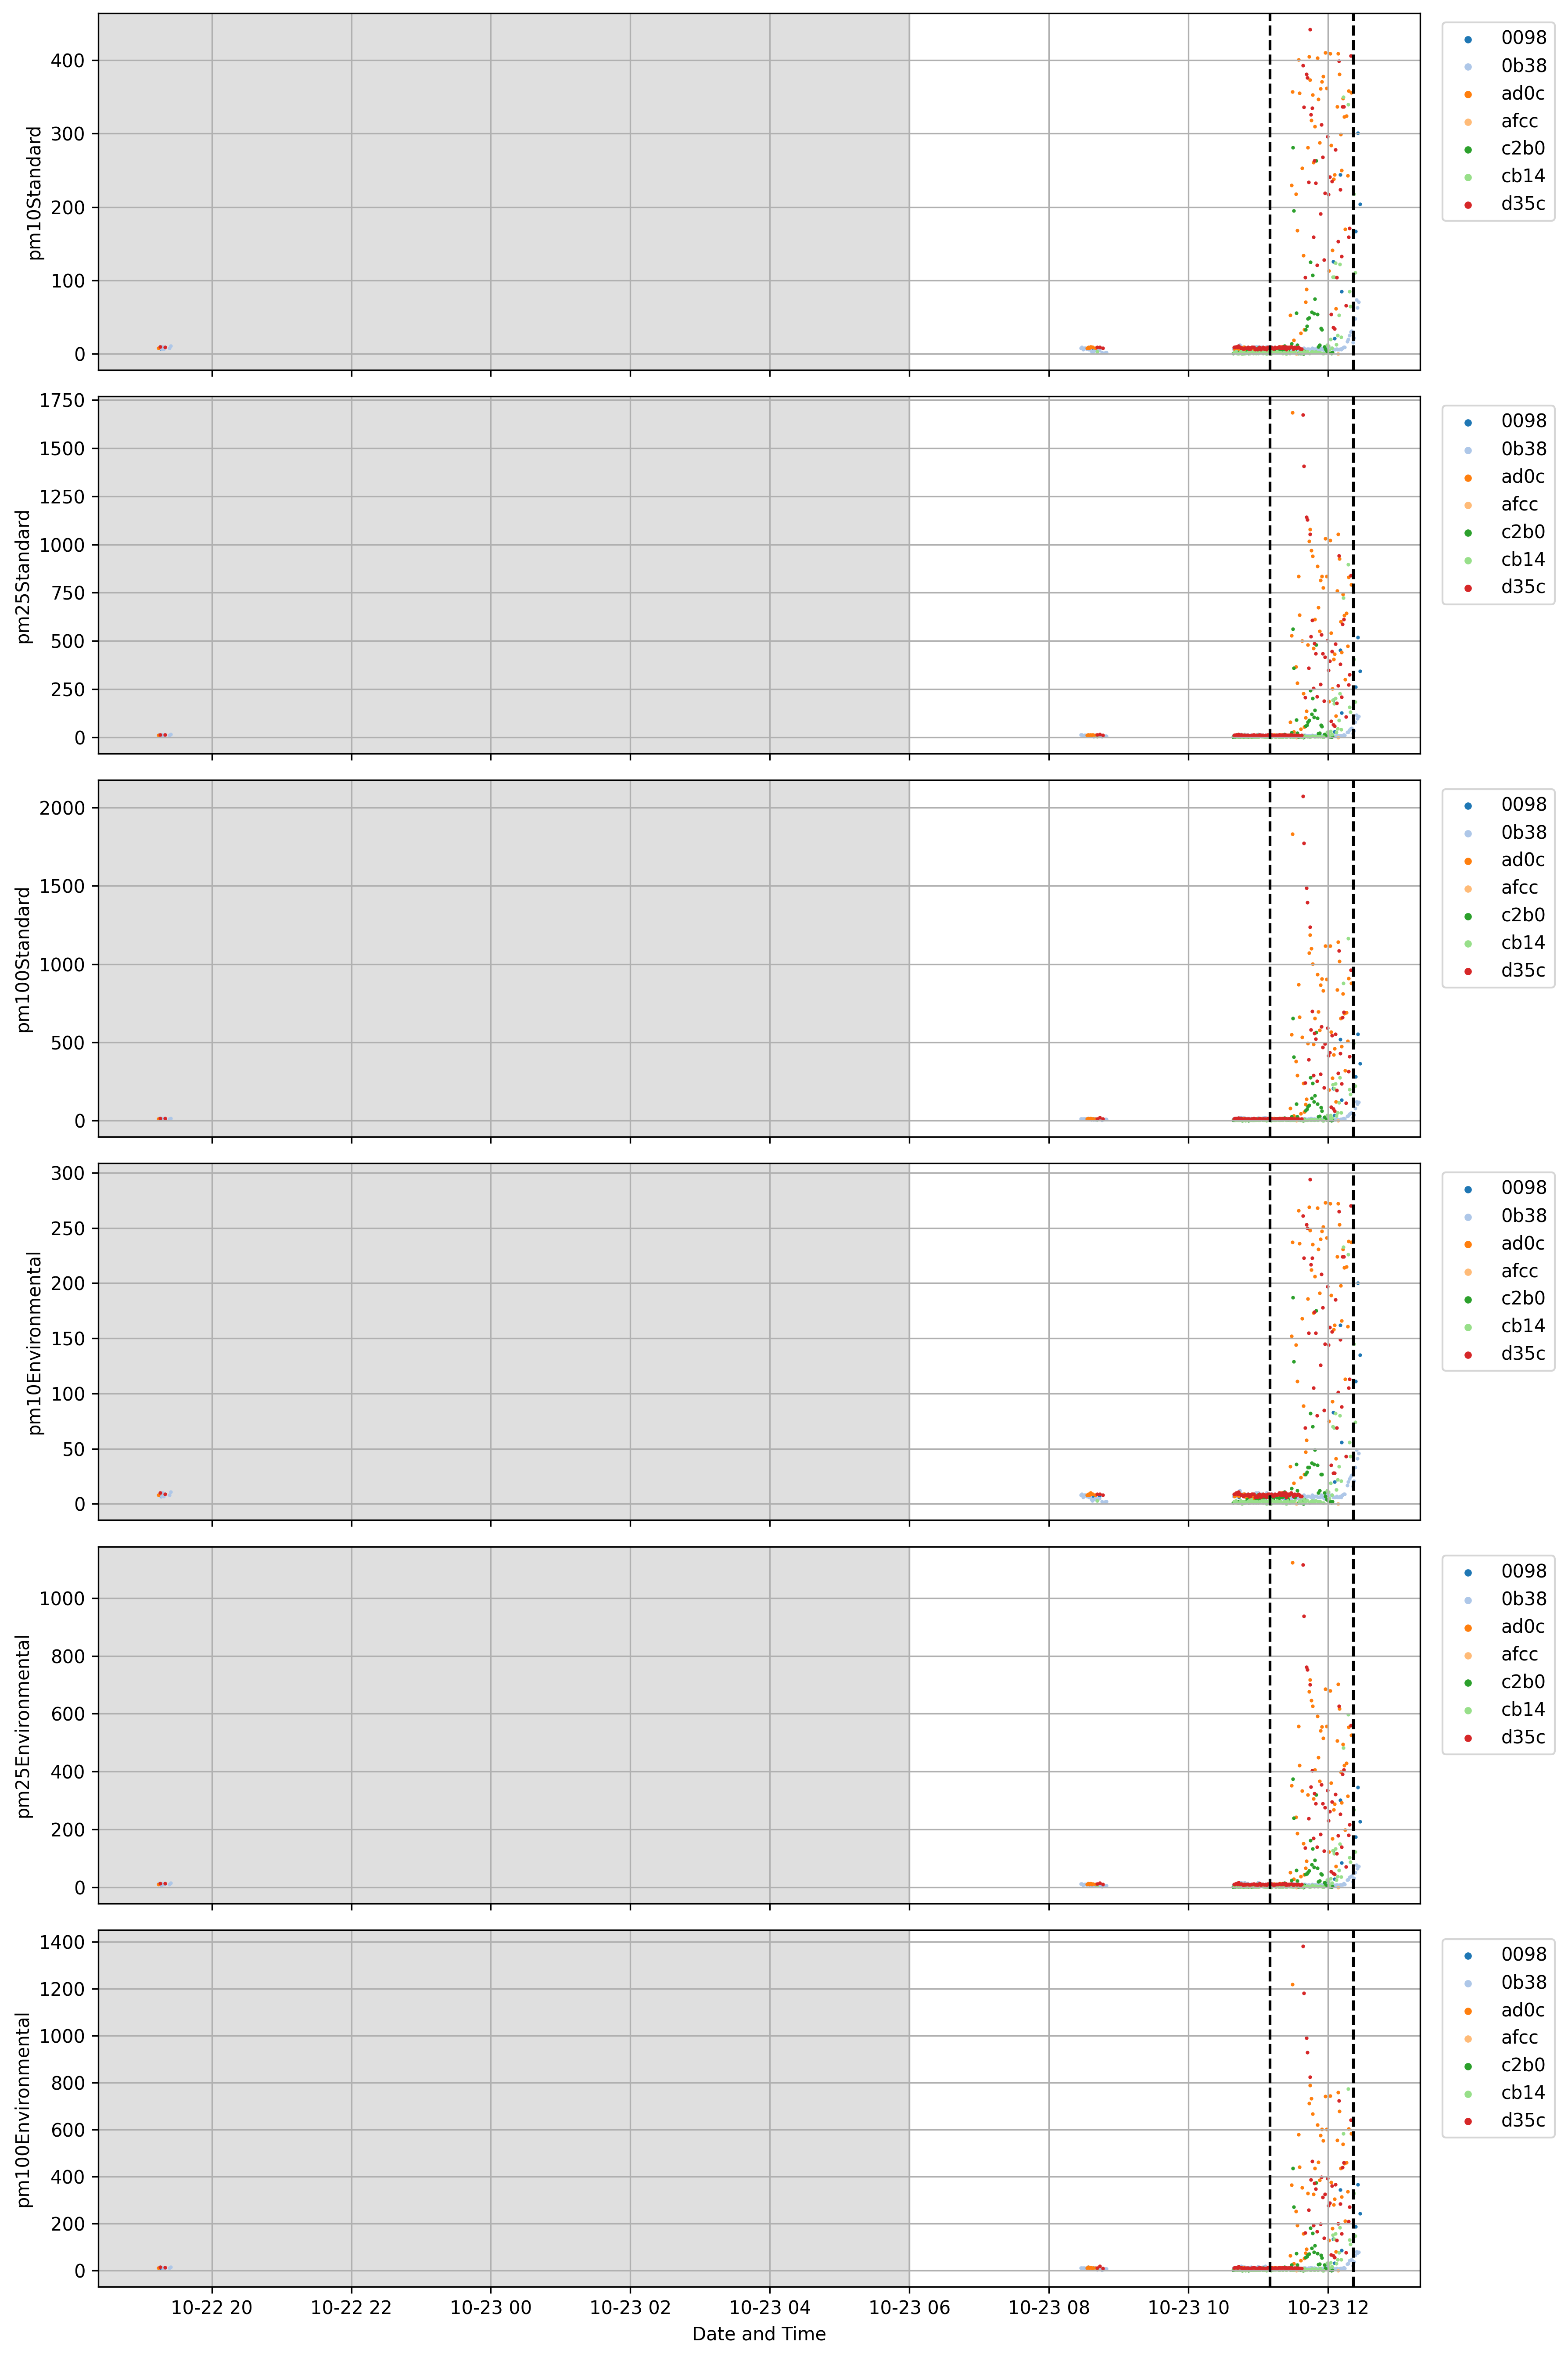 pm10Standard
400
300
200
100
0
0098
0b38
ad0c
afcc
c2b0
cb14
d35c
pm25Standard
1750
1500
1250
1000
750
500
250
0
0098
0b38
ad0c
afcc
c2b0
cb14
d35c
pm100Standard
2000
1500
1000
500
0
0098
0b38
ad0c
afcc
c2b0
cb14
d35c
pm10Environmental
300
250
200
150
100
50
0
0098
0b38
ad0c
afcc
c2b0
cb14
d35c
pm25Environmental
1000
800
600
400
200
0
0098
0b38
ad0c
afcc
c2b0
cb14
d35c
pm100Environmental
1400
1200
1000
800
600
400
200
0
0098
0b38
ad0c
afcc
c2b0
cb14
d35c
10-22 20 10-22 22 10-23 00 10-23 02 10-23 04 10-23 06 10-23 08 10-23 10 10-23 12
Date and Time